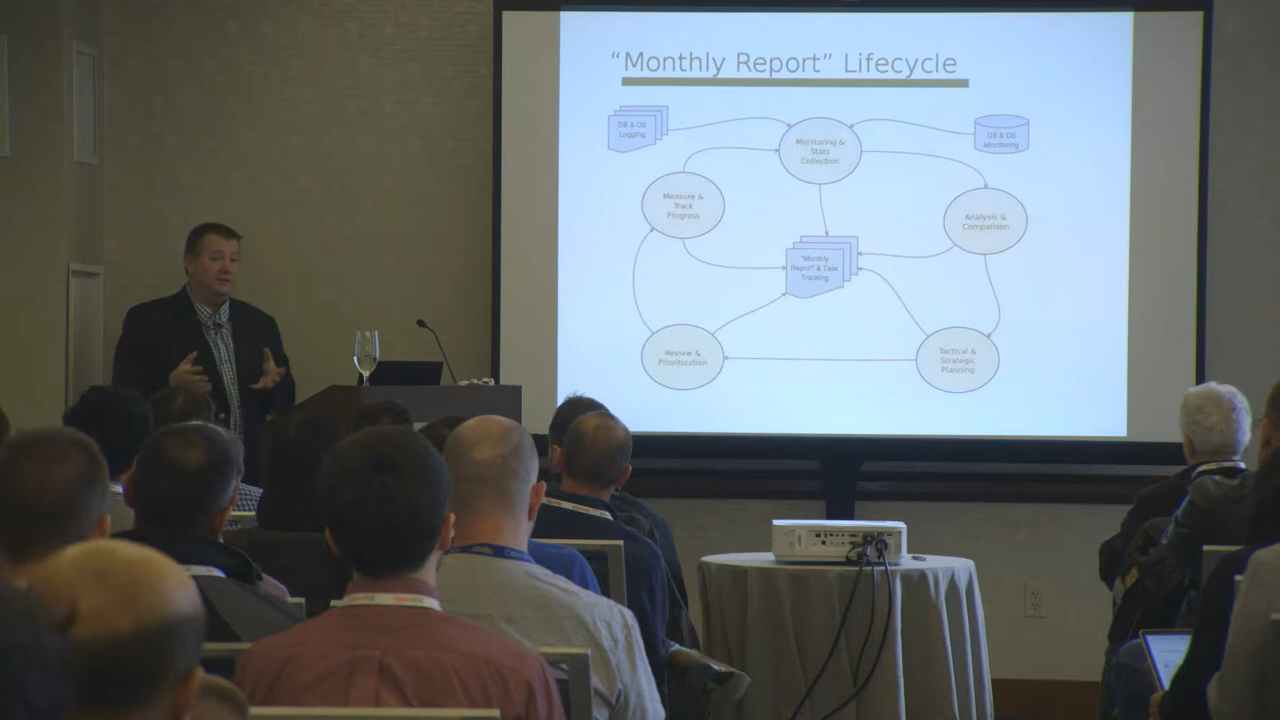 “Monthly Report” Lifecycle
DB & OS
Logging
Monitoring &
Stats
Collection
DB & OS
Monitoring
Measure &
Track
Progress
Analysis &
Comparison
"Monthly
Report" & Task
Tracking
Review &
Prioritization
Tactical &
Strategic
Planning